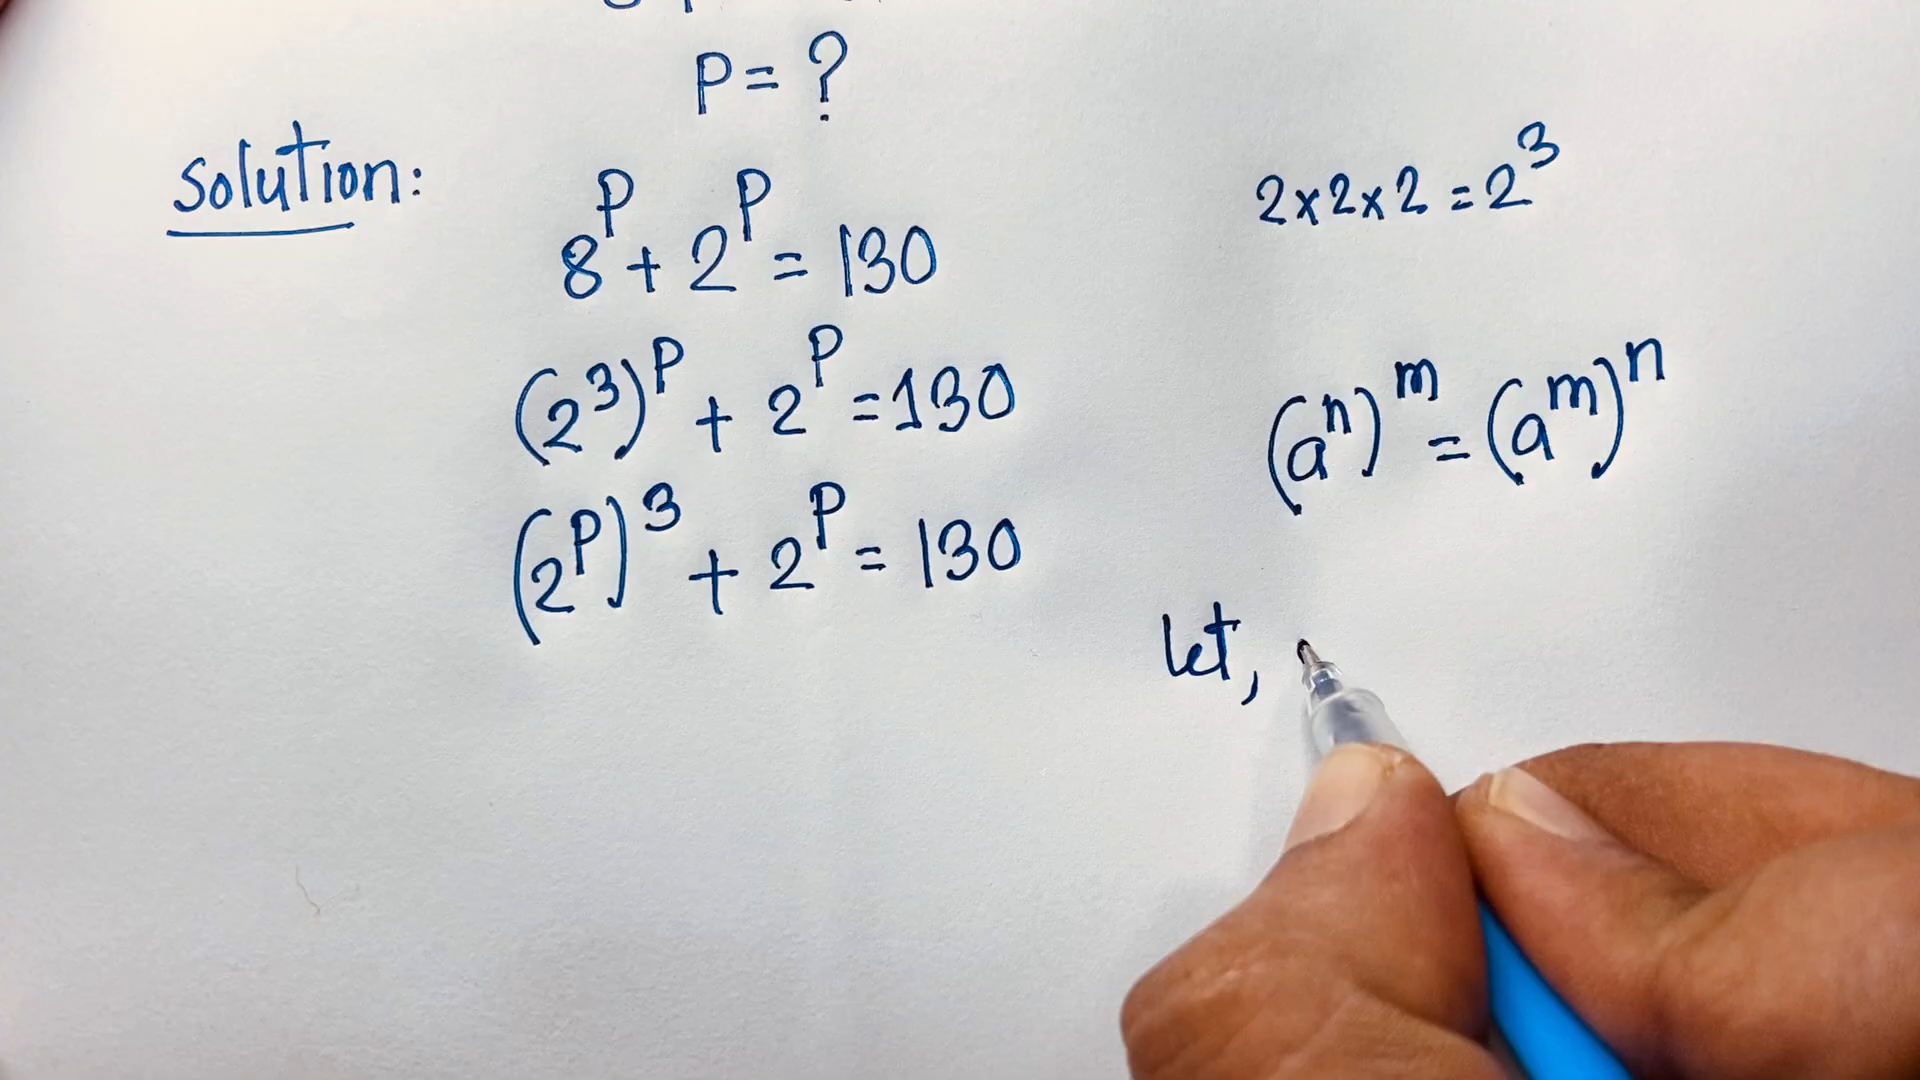 P = ?
Solution:
8^P + 2^P = 130
2×2×2 = 2^3
(2^3)^P + 2^P = 130
(a^n)^m = (a^m)^n
(2^P)^3 + 2^P = 130
let,